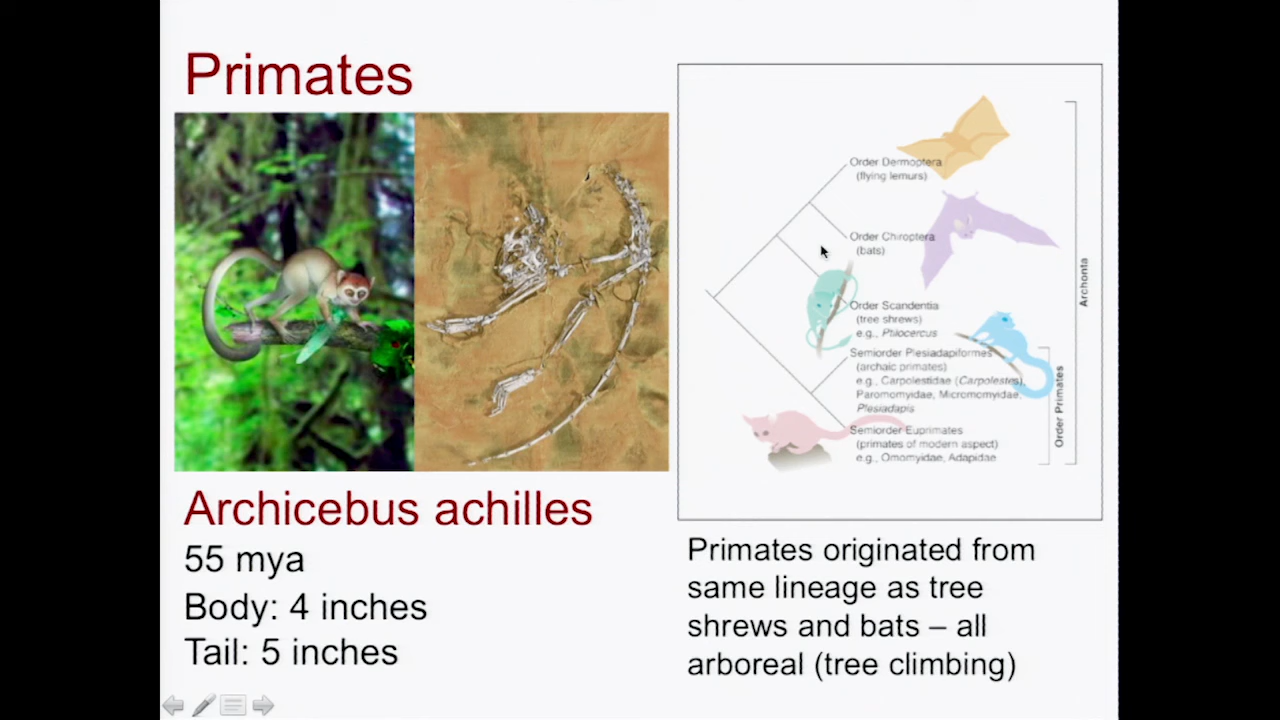 Primates
Order Dermoptera
(flying lemurs)
Order Chiroptera
(bats)
Order Scandentia
(tree shrews)
e.g., Ptilocercus
Semiorder Plesiadapiformes
(archaic primates)
e.g., Carpolestidae (Carpolestes),
Paromomyidae, Micromomyidae,
Plesiadapis
Semiorder Euprimates
(primates of modern aspect)
e.g., Omomyidae, Adapidae
Order Primates
Archonta
Archicebus achilles
55 mya
Body: 4 inches
Tail: 5 inches
Primates originated from
same lineage as tree
shrews and bats – all
arboreal (tree climbing)